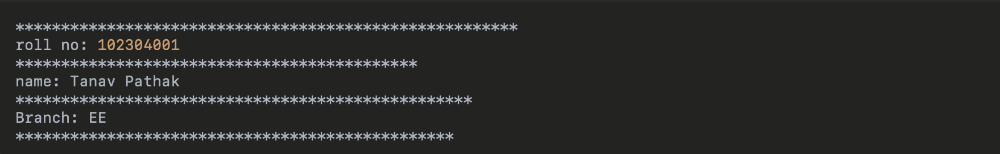 *******************************************************
roll no: 102304001
********************************************
name: Tanav Pathak
**************************************************
Branch: EE
************************************************